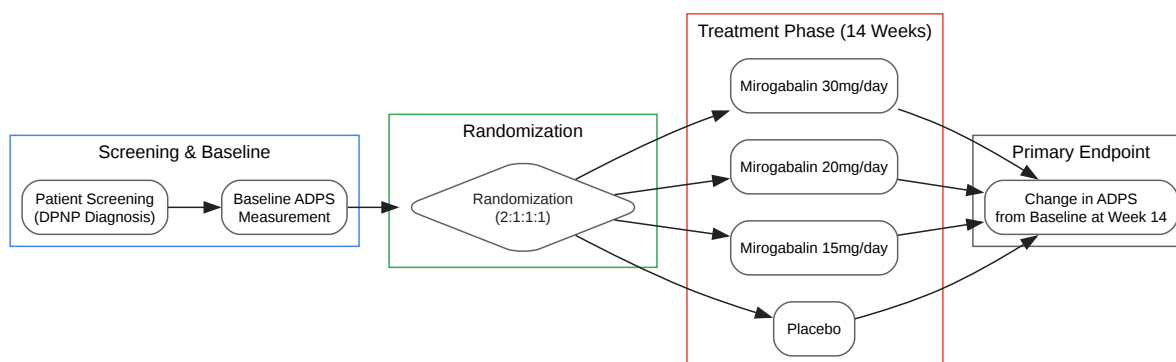 Screening & Baseline
Patient Screening
(DPNP Diagnosis)
Baseline ADPS
Measurement
Randomization
Randomization
(2:1:1:1)
Treatment Phase (14 Weeks)
Mirogabalin 30mg/day
Mirogabalin 20mg/day
Mirogabalin 15mg/day
Placebo
Primary Endpoint
Change in ADPS
from Baseline at Week 14